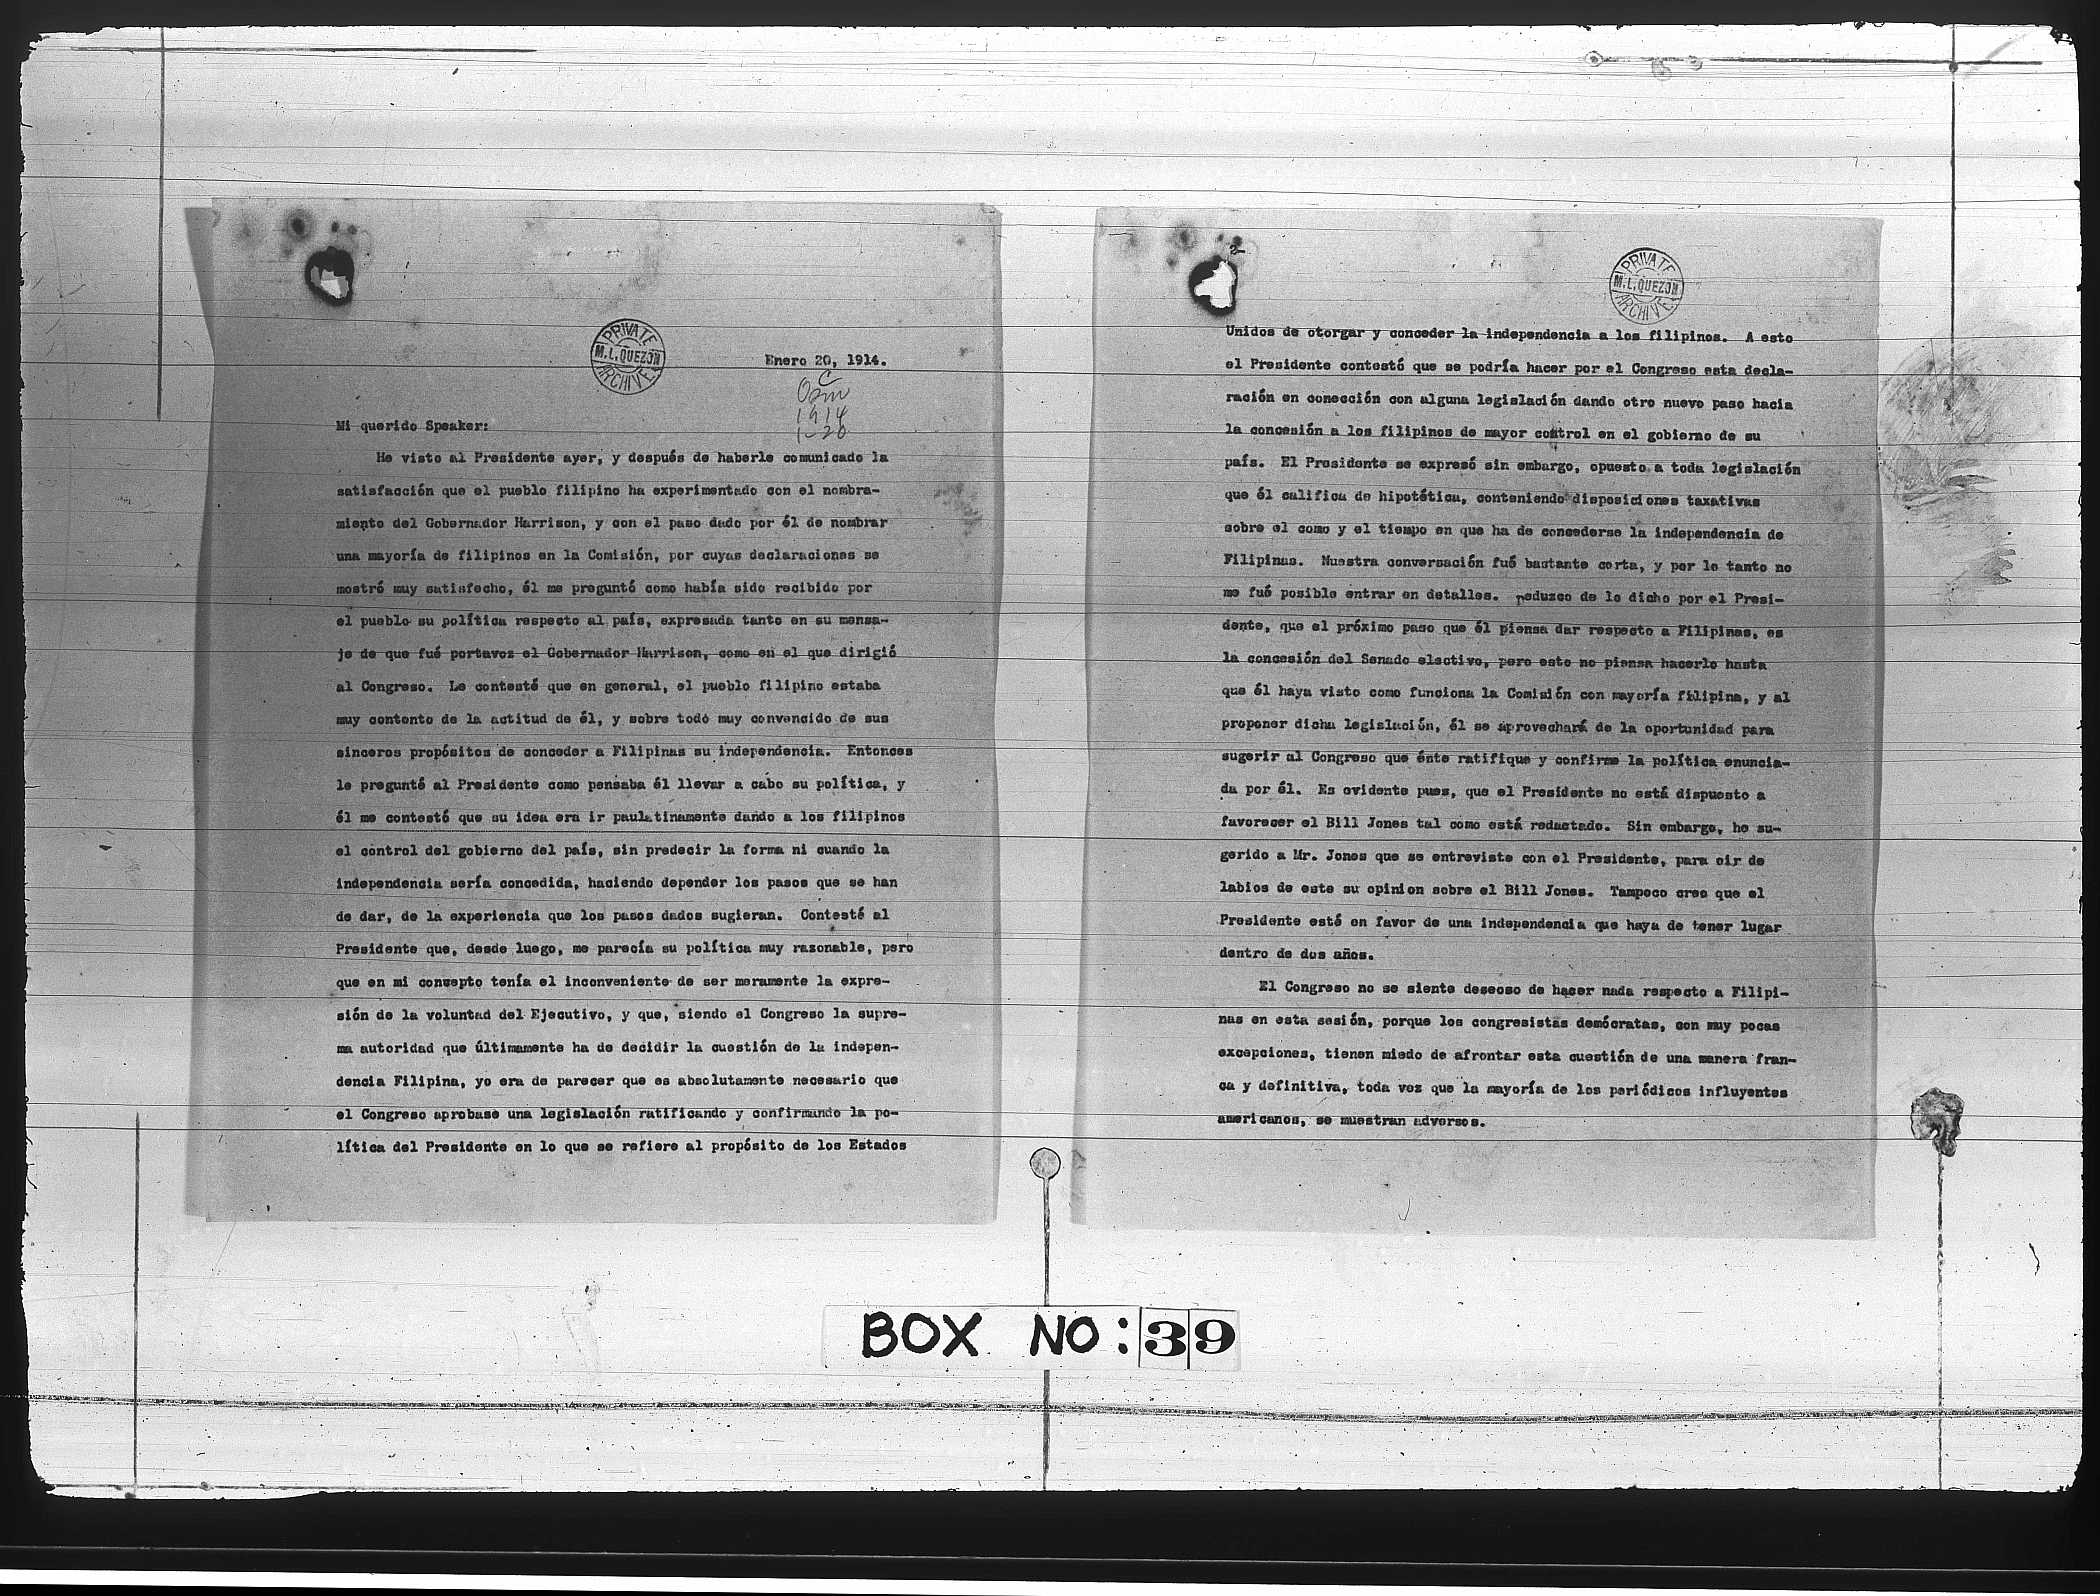 PRIVATE
M.L.QUEZON
ARCHIVE
Enero 20, 1914.
C
Osm
1914
1-20
Mi querido Speaker:
He visto al Presidente ayer, y después de haberle comunicado la
satisfacción que el pueblo filipino ha experimentado con el nombra-
miento del Gobernador Harrison, y con el paso dado por él de nombrar
una mayoría de filipinos en la Comisión, por cuyas declaraciones se
mostró muy satisfecho, él me preguntó como había sido recibido por
el pueblo su política respecto al país, expresada tanto en su mensa-
je de que fué portavoz el Gobernador Harrison, como en el que dirigió
al Congreso. Le contesté que en general, el pueblo filipino estaba
muy contento de la actitud de él, y sobre todo muy convencido de sus
sinceros propósitos de conceder a Filipinas su independencia. Entonces
le pregunté al Presidente como pensaba él llevar a cabo su política, y
él me contestó que su idea era ir paulatinamente dando a los filipinos
el control del gobierno del país, sin predecir la forma ni cuando la
independencia sería concedida, haciendo depender los pasos que se han
de dar, de la experiencia que los pasos dados sugieran. Contesté al
Presidente que, desde luego, me parecía su política muy razonable, pero
que en mi concepto tenía el inconveniente de ser meramente la expre-
sión de la voluntad del Ejecutivo, y que, siendo el Congreso la supre-
ma autoridad que últimamente ha de decidir la cuestión de la indepen-
dencia Filipina, yo era de parecer que es absolutamente necesario que
el Congreso aprobase una legislación ratificando y confirmando la po-
lítica del Presidente en lo que se refiere al propósito de los Estados
2-
PRIVATE
M.L.QUEZON
ARCHIVE
Unidos de otorgar y conceder la independencia a los filipinos. A esto
el Presidente contestó que se podría hacer por el Congreso esta decla-
ración en conección con alguna legislación dando otro nuevo paso hacia
la concesión a los filipinos de mayor control en el gobierno de su
país. El Presidente se expresó sin embargo, opuesto a toda legislación
que él califica de hipotética, conteniendo disposiciones taxativas
sobre el como y el tiempo en que ha de concederse la independencia de
Filipinas. Nuestra conversación fué bastante corta, y por lo tanto no
me fué posible entrar en detalles. Deduzco de lo dicho por el Presi-
dente, que el próximo paso que él piensa dar respecto a Filipinas, es
la concesión del Senado electivo, pero esto no piensa hacerlo hasta
que él haya visto como funciona la Comisión con mayoría filipina, y al
proponer dicha legislación, él se aprovechará de la oportunidad para
sugerir al Congreso que éste ratifique y confirme la política enuncia-
da por él. Es evidente pues, que el Presidente no está dispuesto a
favorecer el Bill Jones tal como está redactado. Sin embargo, he su-
gerido a Mr. Jones que se entreviste con el Presidente, para oir de
labios de este su opinion sobre el Bill Jones. Tampoco creo que el
Presidente esté en favor de una independencia que haya de tener lugar
dentro de dos años.
El Congreso no se siente deseoso de hacer nada respecto a Filipi-
nas en esta sesión, porque los congresistas demócratas, con muy pocas
excepciones, tienen miedo de afrontar esta cuestión de una manera fran-
ca y definitiva, toda vez que la mayoría de los periódicos influyentes
americanos, se muestran adversos.
BOX NO: 39